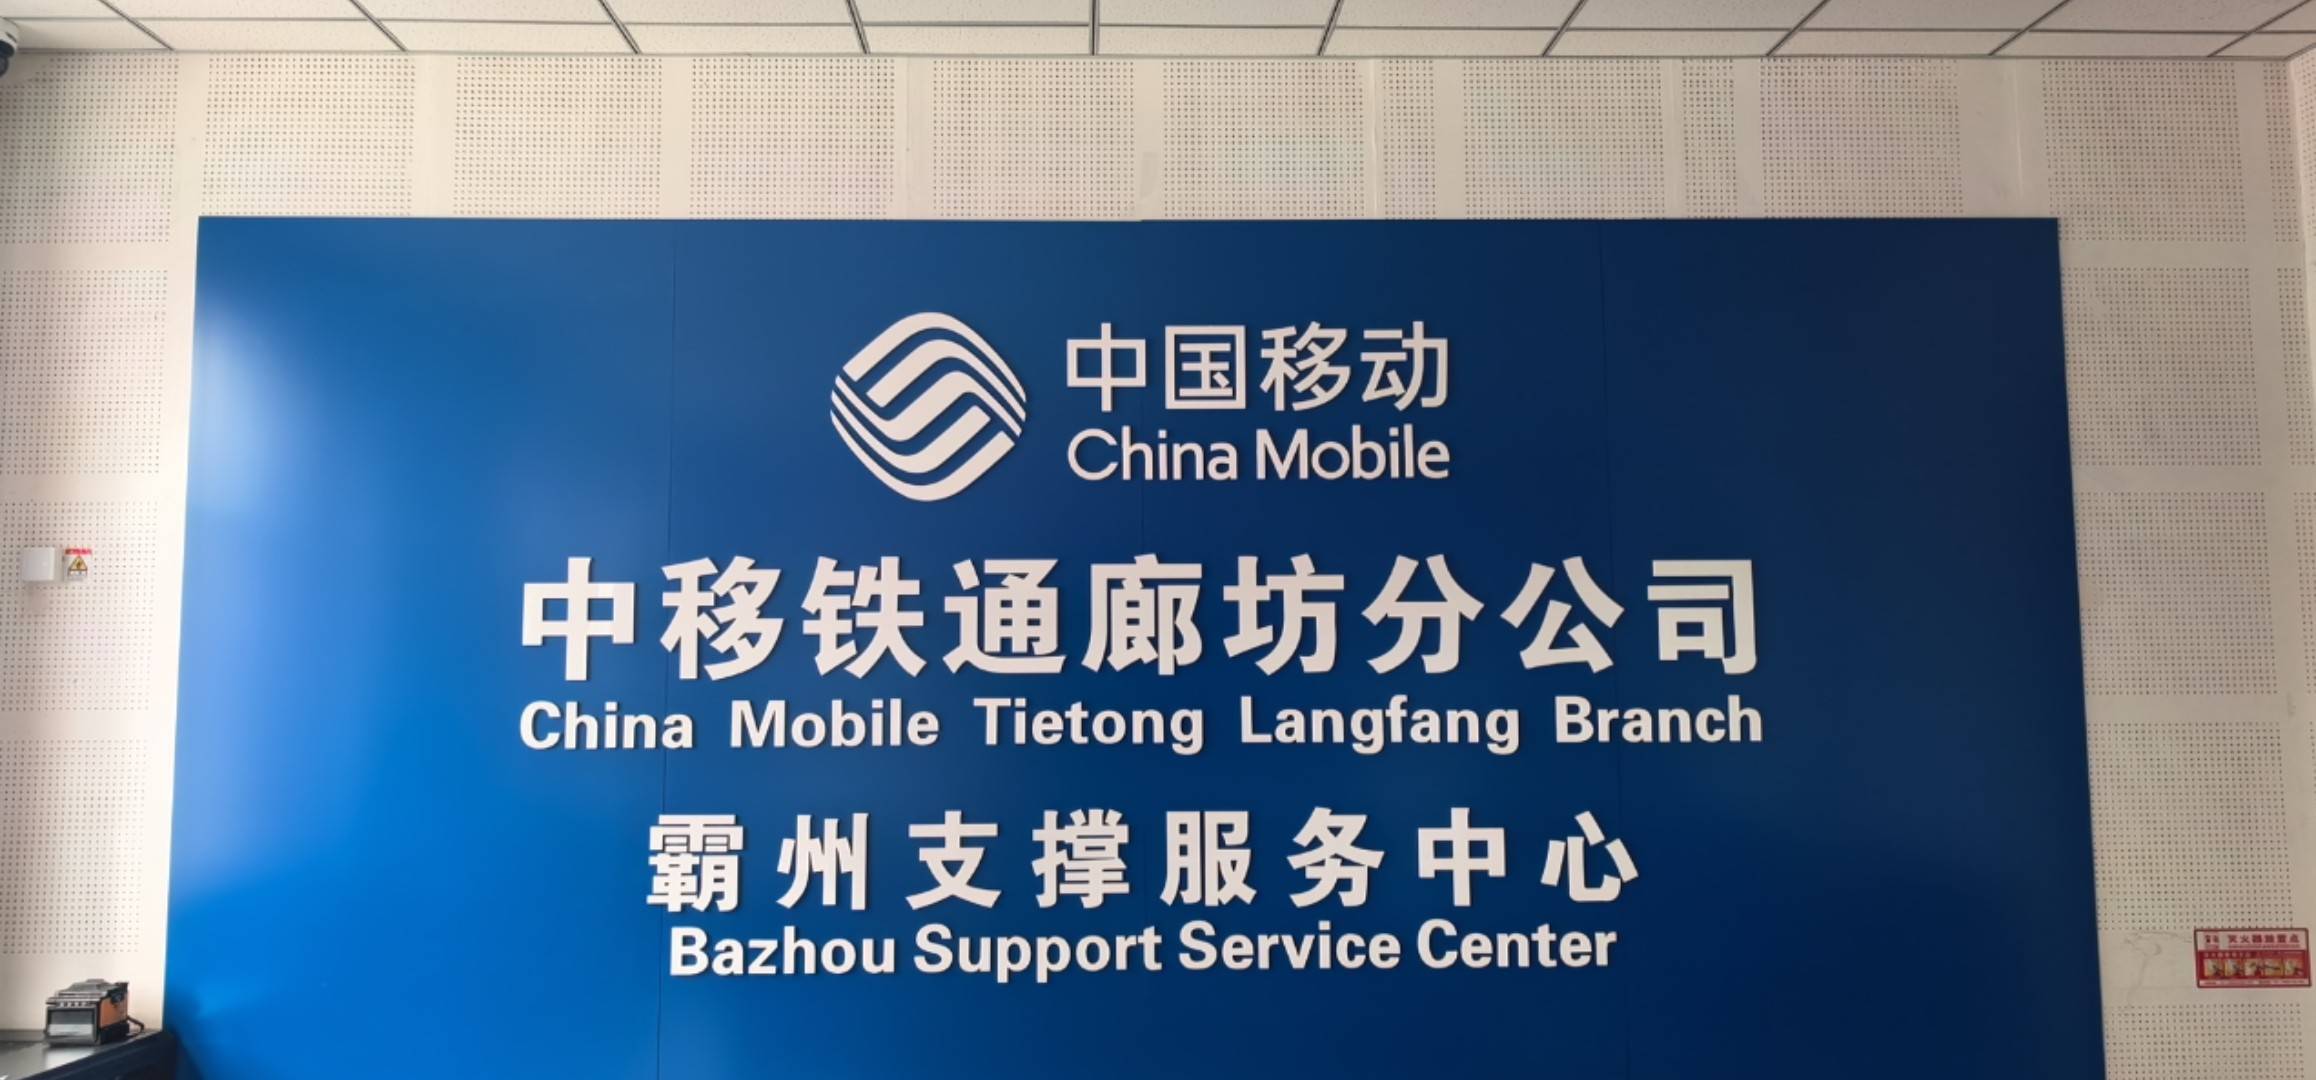 中国移动
China Mobile
中移铁通廊坊分公司
China Mobile Tietong Langfang Branch
霸州支撑服务中心
Bazhou Support Service Center